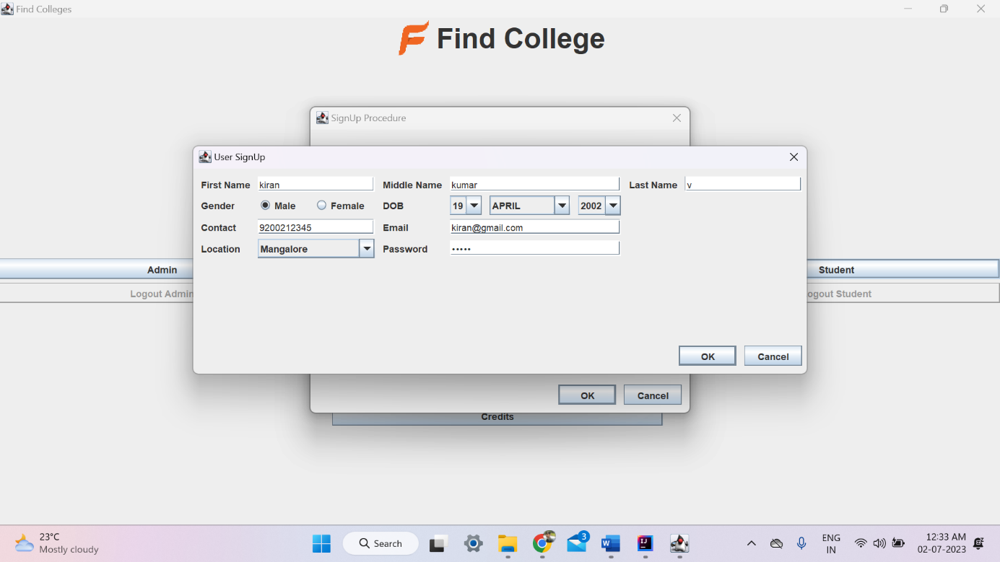 Find Colleges
Find College
SignUp Procedure
User SignUp
First Name kiran Middle Name kumar Last Name v
Gender Male Female DOB 19 APRIL 2002
Contact 9200212345 Email kiran@gmail.com
Location Mangalore Password •••••
Admin Student
Logout Admin ogout Student
OK Cancel
OK Cancel
Credits
23°C
Mostly cloudy
Search
3
ENG
IN
12:33 AM
02-07-2023